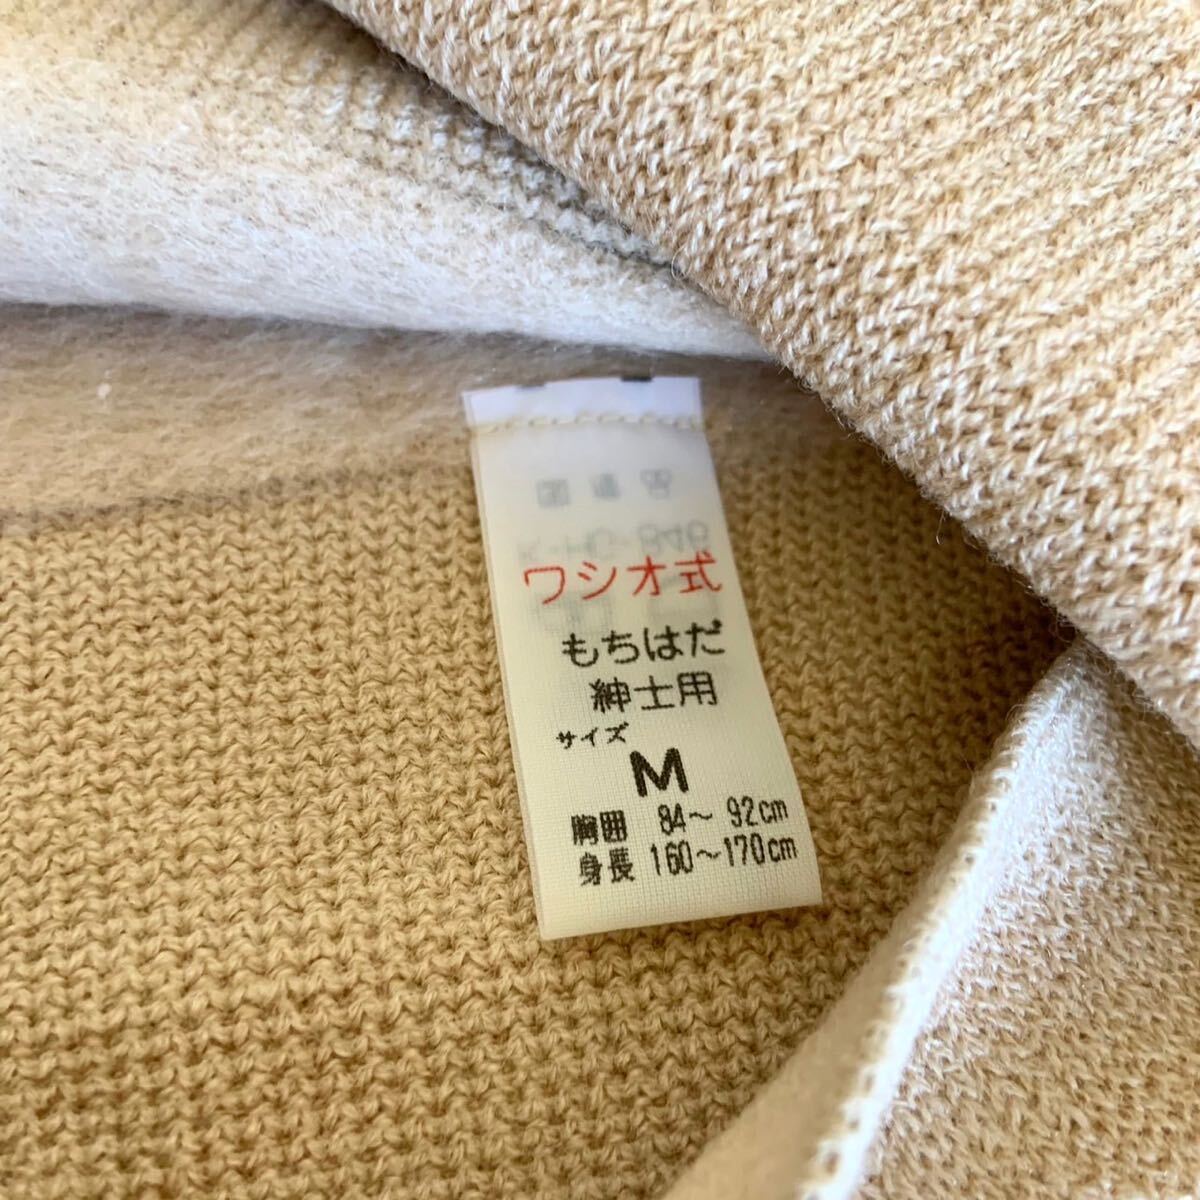 ワシオ式
もちはだ
紳士用
サイズ
M
胸囲 84～ 92cm
身長 160～170cm